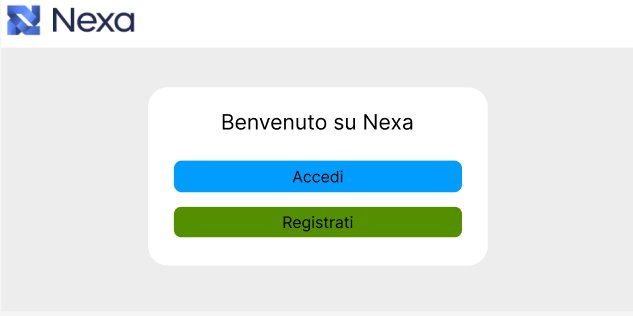 Nexa
Benvenuto su Nexa
Accedi
Registrati